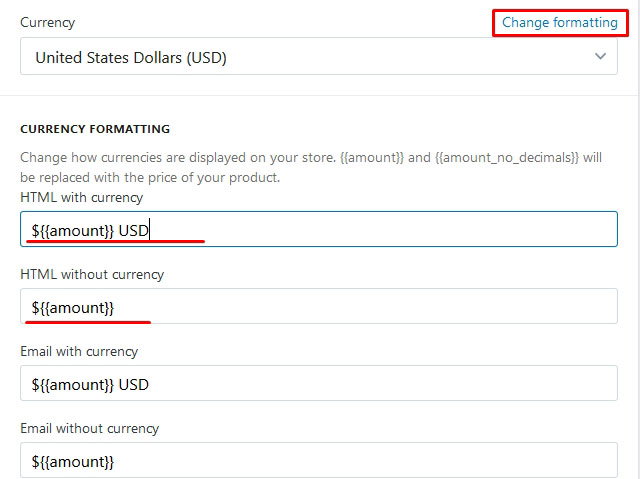 Currency
Change formatting
United States Dollars (USD)
CURRENCY FORMATTING
Change how currencies are displayed on your store. {{amount}} and {{amount_no_decimals}} will
be replaced with the price of your product.
HTML with currency
${{amount}} USD
HTML without currency
${{amount}}
Email with currency
${{amount}} USD
Email without currency
${{amount}}